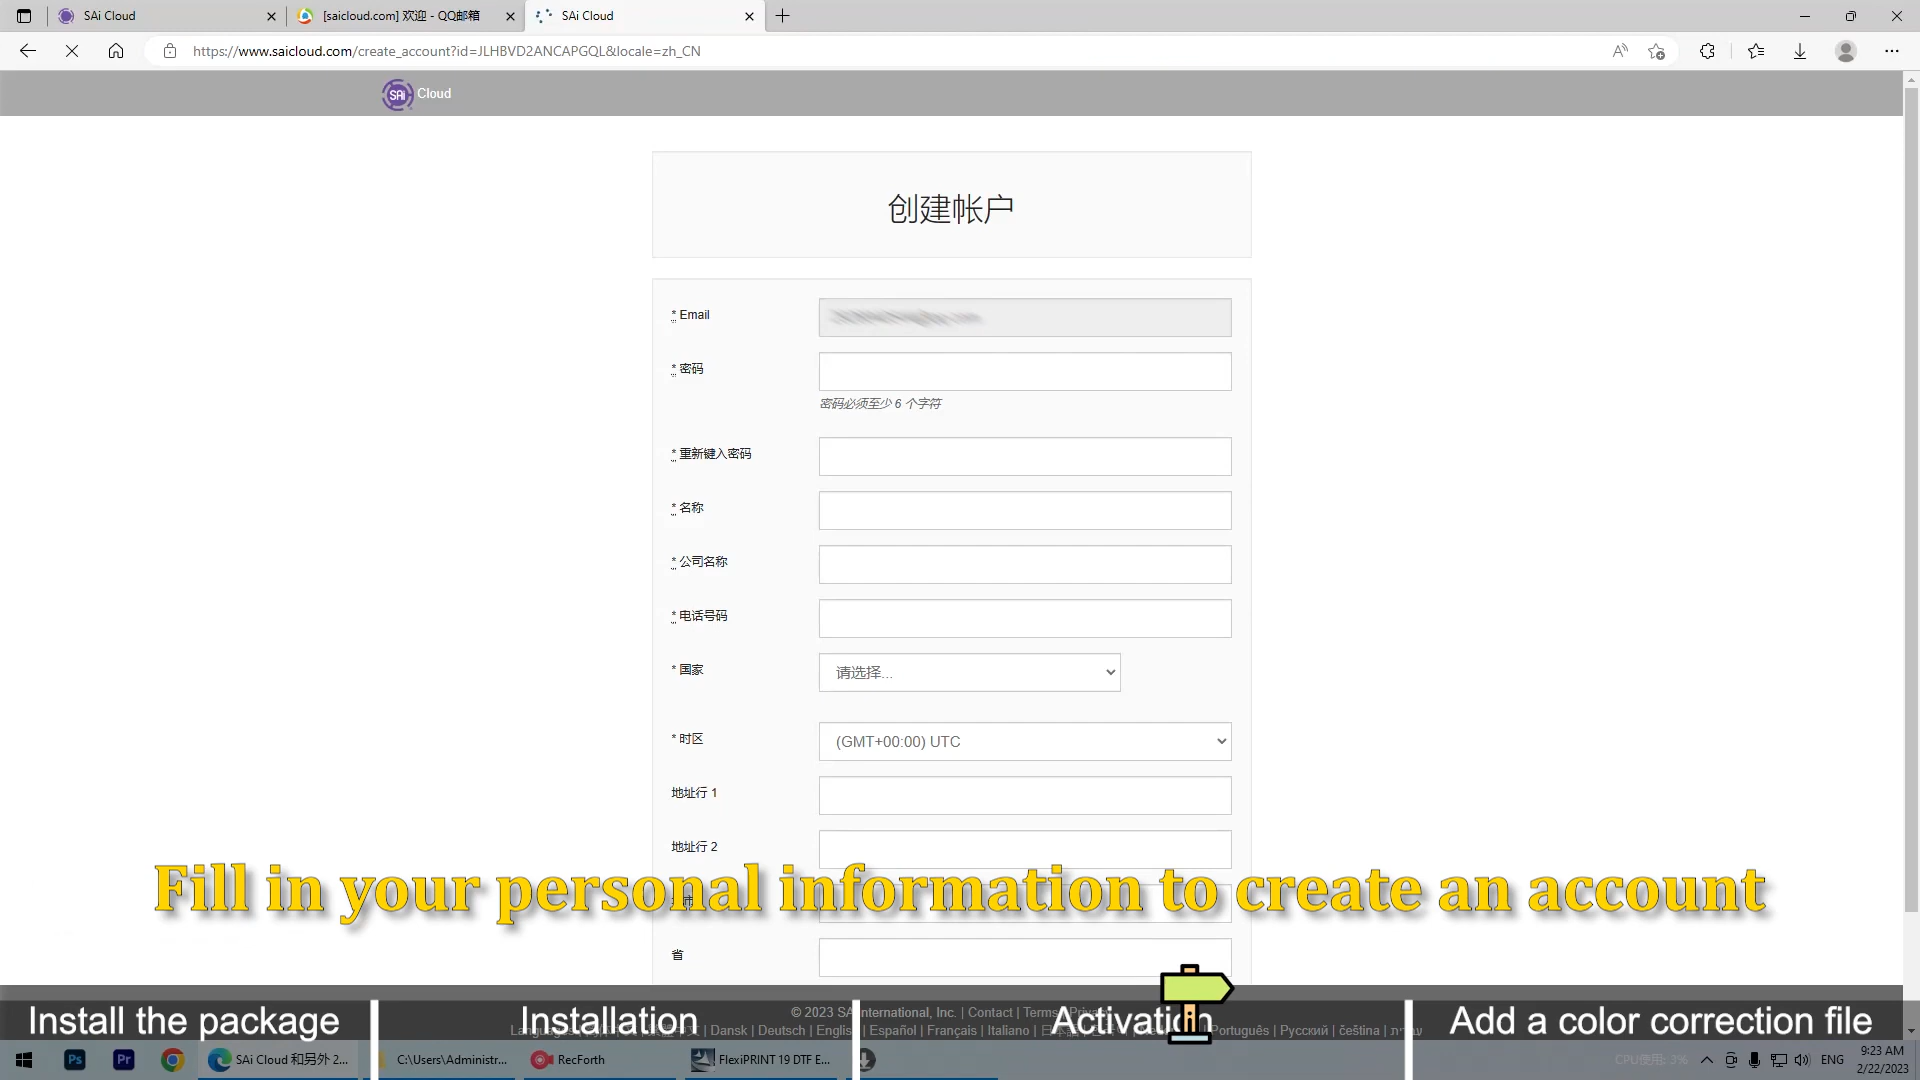 SAi Cloud
[saicloud.com] 欢迎 - QQ邮箱
SAi Cloud
https://www.saicloud.com/create_account?id=JLHBVD2ANCAPGQL&locale=zh_CN
SAi Cloud
创建帐户
* Email
* 密码
密码必须至少 6 个字符
* 重新键入密码
* 名称
* 公司名称
* 电话号码
* 国家
请选择...
* 时区
(GMT+00:00) UTC
地址行 1
地址行 2
Fill in your personal information to create an account
省
© 2023 SA International, Inc. | Contact | Terms
| Dansk | Deutsch | English | Español | Français | Italiano | Português | Русский | čeština | עברית
Install the package
Installation
Activation
Add a color correction file
Ps
Pr
SAi Cloud 和另外 2...
C:\Users\Administr...
RecForth
FlexiPRINT 19 DTF E...
CPU使用: 3%
ENG
9:23 AM
2/22/2023